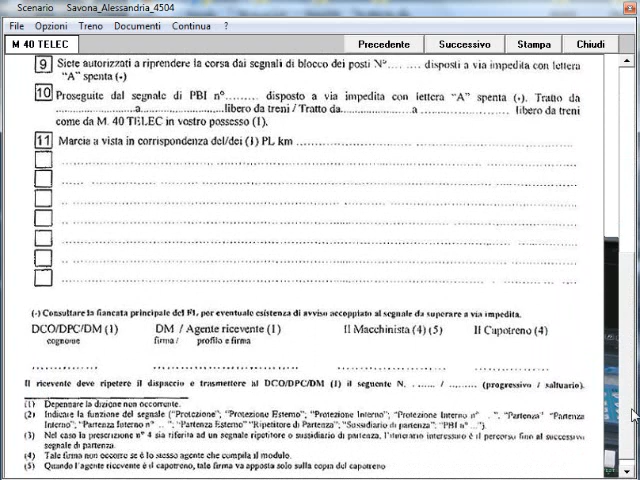 Scenario Savona_Alessandria_4504
File Opzioni Treno Documenti Continua ?
M 40 TELEC Precedente Successivo Stampa Chiudi
9 Siete autorizzati a riprendere la corsa dai segnali di blocco dei posti N°......... disposti a via impedita con lettera
"A" spenta (•)
10 Proseguite dal segnale di PBI n°......... disposto a via impedita con lettera "A" spenta (•). Tratto da
........................a........................libero da treni / Tratto da........................a ........................ libero da treni
come da M. 40 TELEC in vostro possesso (1).
11 Marcia a vista in corrispondenza del/dei (1) PL km ........................
(•) Consultare la fiancata principale del FL, per eventuale esistenza di avviso accoppiato al segnale da superare a via impedita.
DCO/DPC/DM (1) DM / Agente ricevente (1) Il Macchinista (4) (5) Il Capotreno (4)
cognome firma / profilo e firma
Il ricevente deve ripetere il dispaccio e trasmettere al DCO/DPC/DM (1) il seguente N. ....... / ......... (progressivo / saltuario).
(1) Depennare la dizione non occorrente.
(2) Indicare la funzione del segnale ("Protezione"; "Protezione Esterno"; "Protezione Interno"; "Protezione Interno n° .. "; "Partenza" "Partenza
Interno"; "Partenza Interno n° .. "; "Partenza Esterno" "Ripetitore di Partenza"; "Sussidiario di partenza"; "PBI n° ...").
(3) Nel caso la prescrizione n° 4 sia riferita ad un segnale ripetitore o sussidiario di partenza, l'itinerario interessato è il percorso fino al successivo
segnale di partenza.
(4) Tale firma non occorre se è lo stesso agente che compila il modulo.
(5) Quando l'agente ricevente è il capotreno, tale firma va apposta solo sulla copia del capotreno